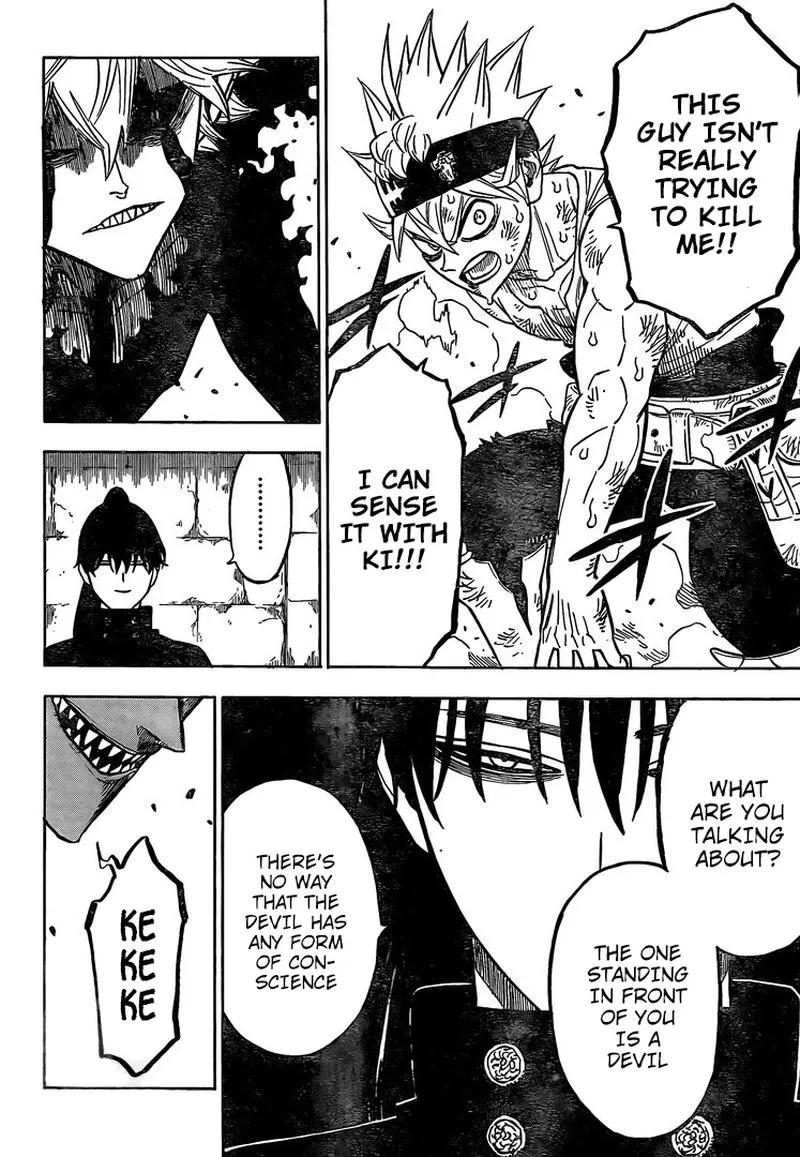 THIS
GUY ISN'T
REALLY
TRYING
TO KILL
ME!!
I CAN
SENSE
IT WITH
KI!!!
.........
WHAT
ARE YOU
TALKING
ABOUT?
THE ONE
STANDING
IN FRONT
OF YOU
IS A
DEVIL
THERE'S
NO WAY
THAT THE
DEVIL HAS
ANY FORM
OF CON-
SCIENCE
KE
KE
KE